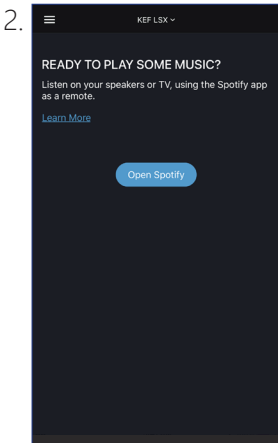 2.
KEF LSX
READY TO PLAY SOME MUSIC?
Listen on your speakers or TV, using the Spotify app
as a remote.
Learn More
Open Spotify